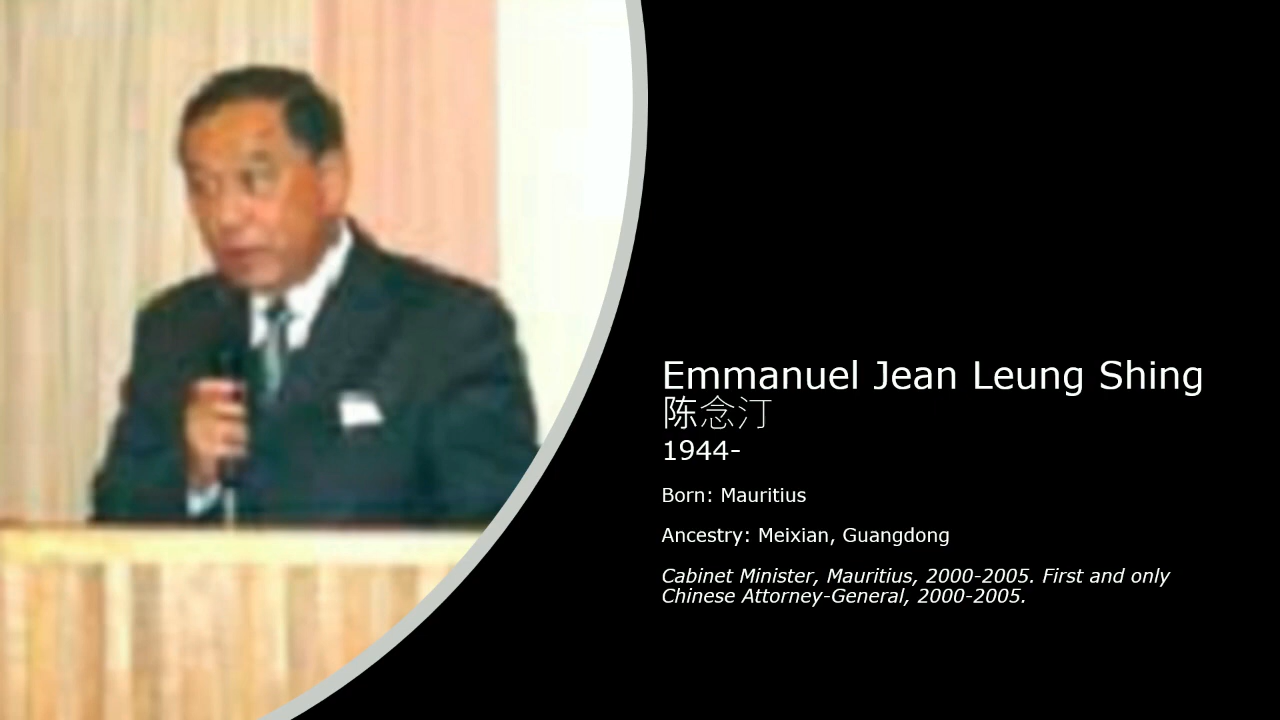 Emmanuel Jean Leung Shing
陈念汀
1944-
Born: Mauritius
Ancestry: Meixian, Guangdong
Cabinet Minister, Mauritius, 2000-2005. First and only
Chinese Attorney-General, 2000-2005.